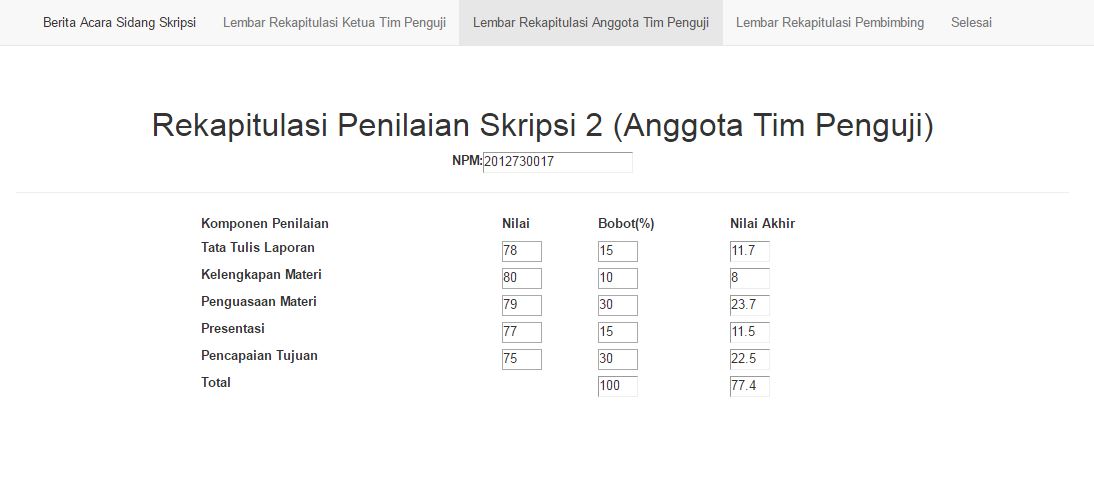 Berita Acara Sidang Skripsi Lembar Rekapitulasi Ketua Tim Penguji Lembar Rekapitulasi Anggota Tim Penguji Lembar Rekapitulasi Pembimbing Selesai
Rekapitulasi Penilaian Skripsi 2 (Anggota Tim Penguji)
NPM:2012730017
Komponen Penilaian Nilai Bobot(%) Nilai Akhir
Tata Tulis Laporan 78 15 11.7
Kelengkapan Materi 80 10 8
Penguasaan Materi 79 30 23.7
Presentasi 77 15 11.5
Pencapaian Tujuan 75 30 22.5
Total 100 77.4